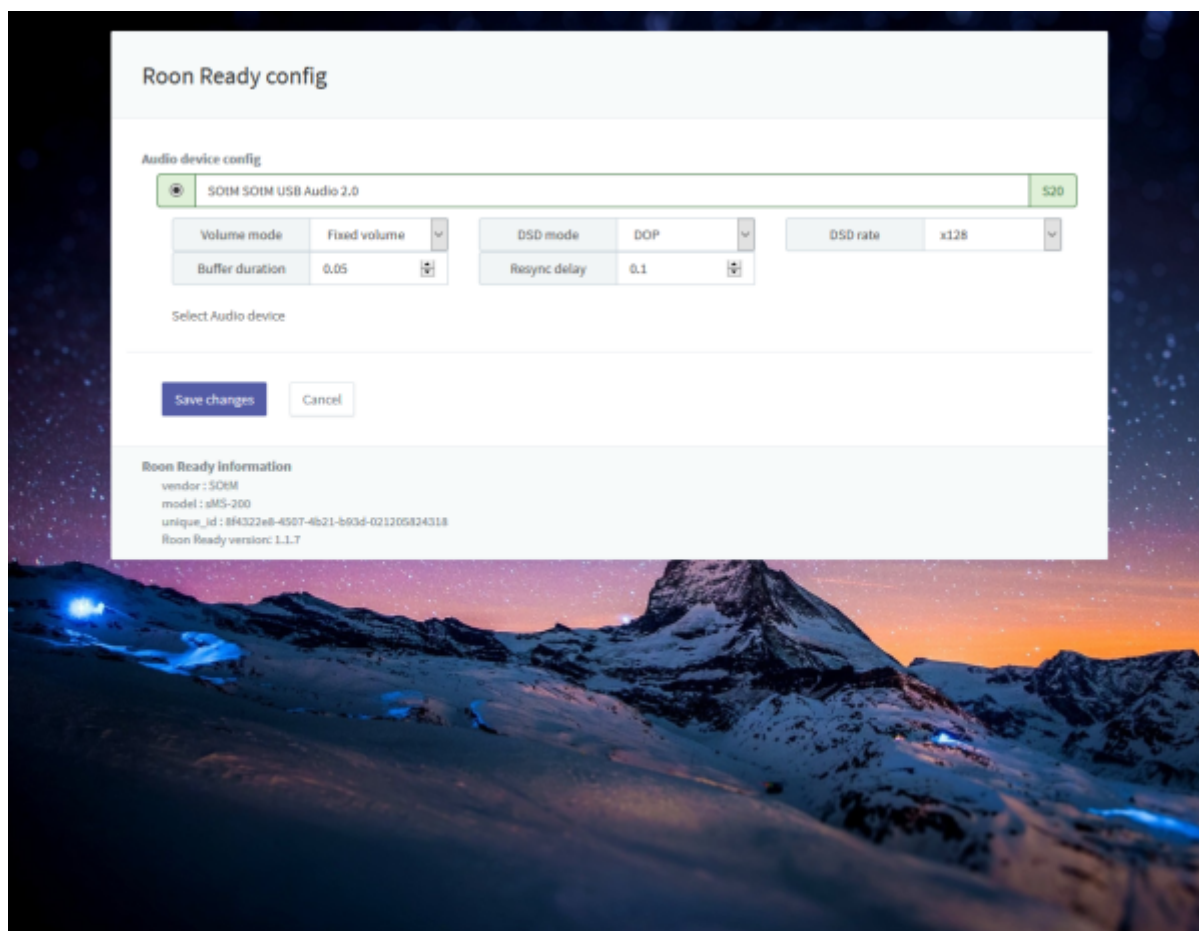 Roon Ready config
Audio device config
SOtM SOtM USB Audio 2.0 S20
Volume mode Fixed volume DSD mode DOP DSD rate x128
Buffer duration 0.05 Resync delay 0.1
Select Audio device
Save changes Cancel
Roon Ready information
vendor : SOtM
model : sMS-200
unique_id : 8f4322e8-4507-4b21-b93d-021205824318
Roon Ready version: 1.1.7